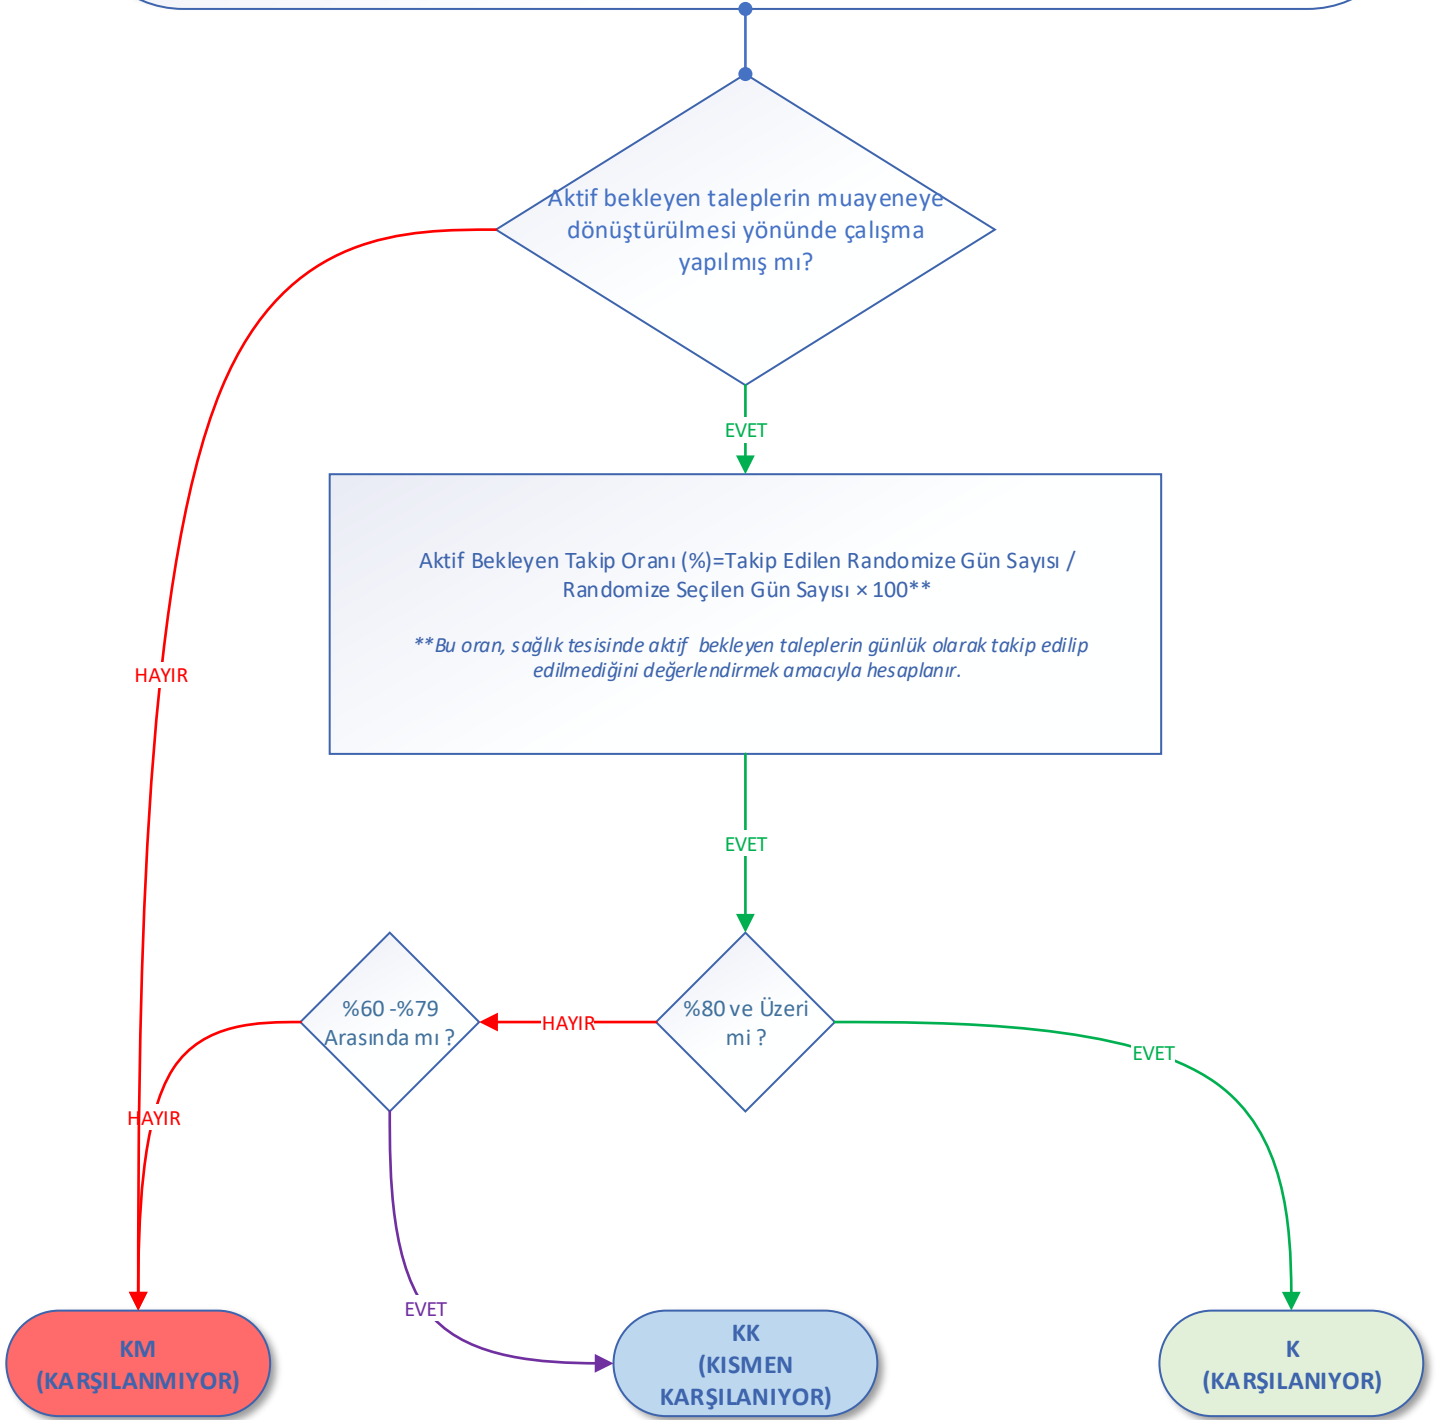 Aktif bekleyen taleplerin muayeneye
dönüştürülmesi yönünde çalışma
yapılmış mı?
EVET
Aktif Bekleyen Takip Oranı (%)=Takip Edilen Randomize Gün Sayısı /
Randomize Seçilen Gün Sayısı × 100**
**Bu oran, sağlık tesisinde aktif bekleyen taleplerin günlük olarak takip edilip
edilmediğini değerlendirmek amacıyla hesaplanır.
HAYIR
EVET
%60 -%79
Arasında mı ?
HAYIR
%80 ve Üzeri
mi ?
EVET
HAYIR
EVET
KM
(KARŞILANMIYOR)
KK
(KISMEN
KARŞILANIYOR)
K
(KARŞILANIYOR)